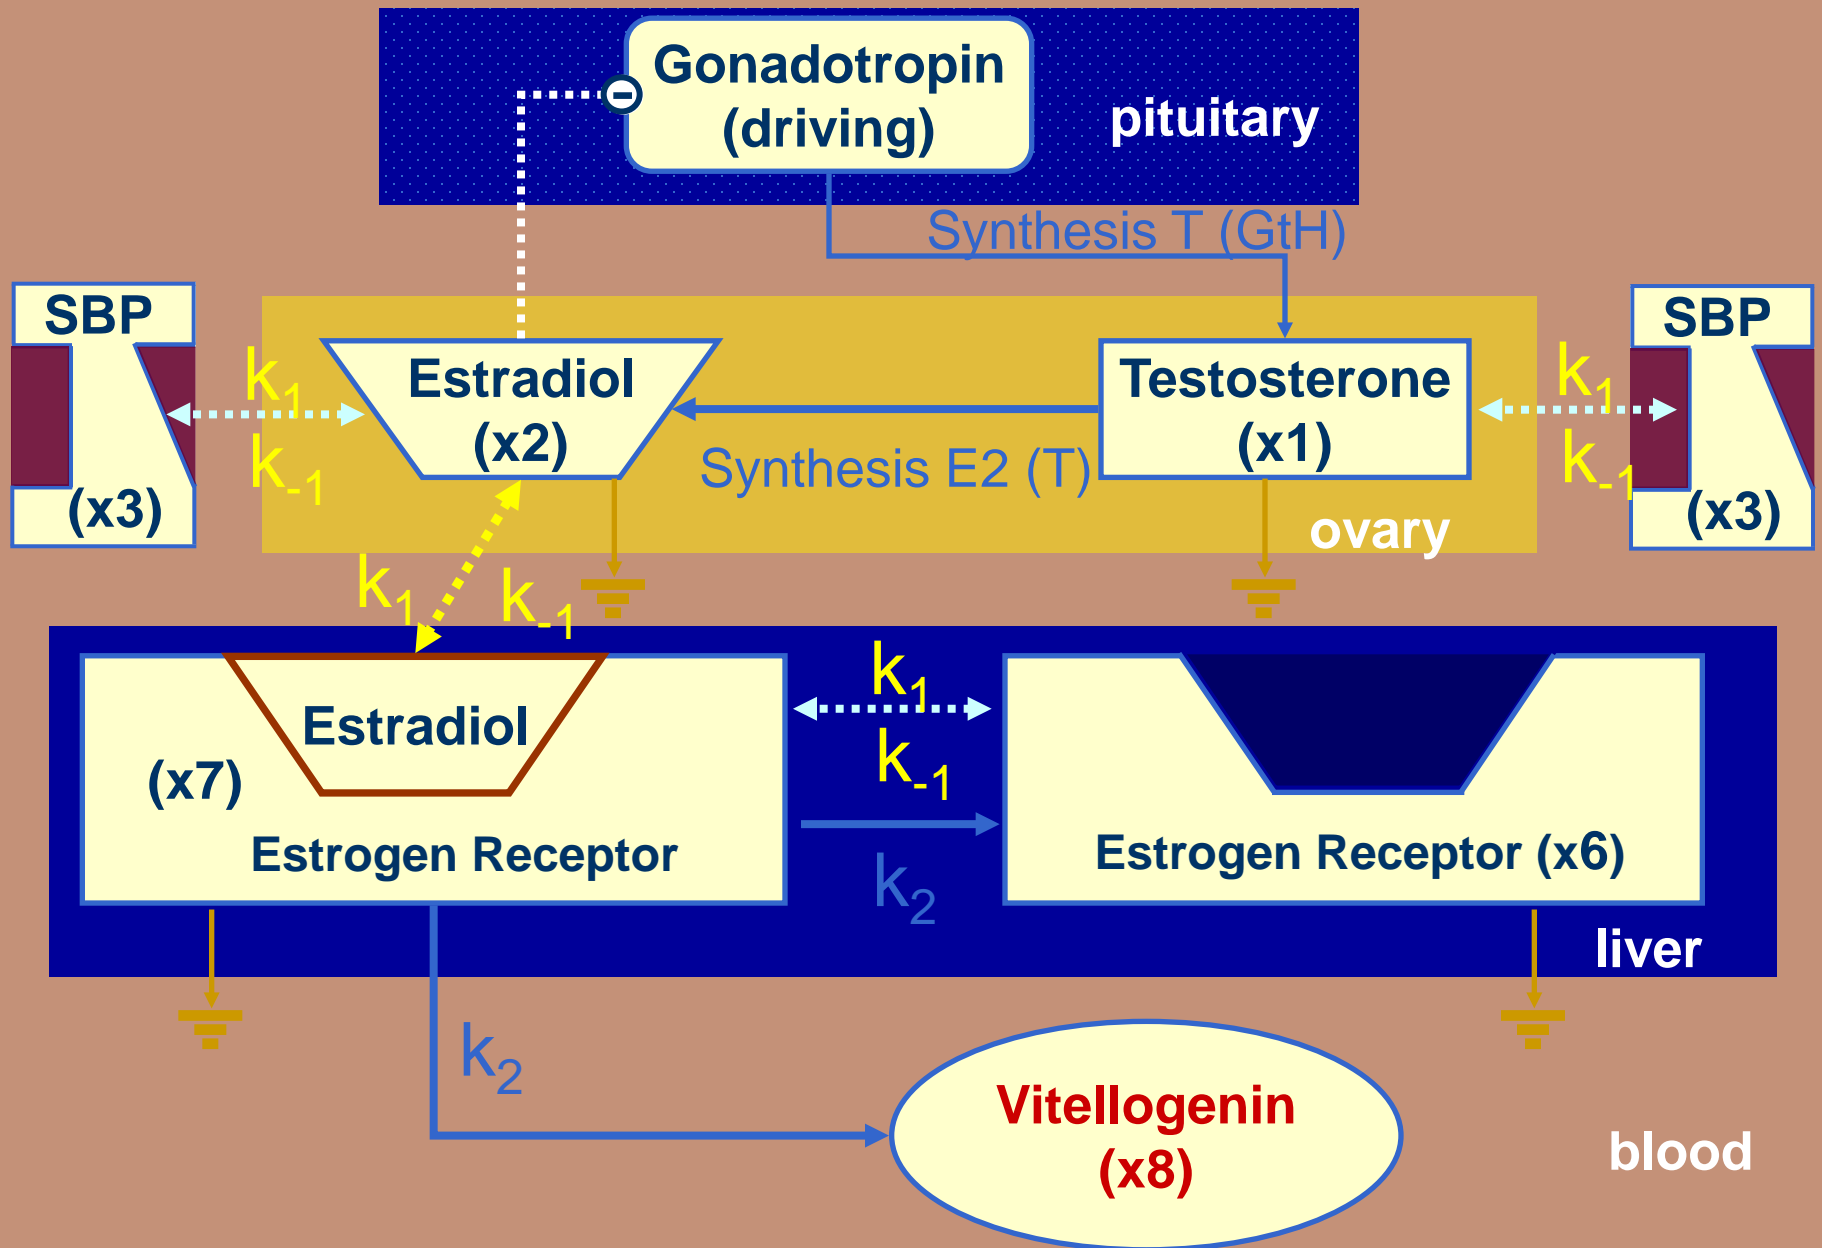 Gonadotropin
(driving)
pituitary
Synthesis T (GtH)
SBP
(x3)
k1
k-1
Estradiol
(x2)
Synthesis E2 (T)
Testosterone
(x1)
k1
k-1
SBP
(x3)
ovary
k1
k-1
Estradiol
(x7)
Estrogen Receptor
k1
k-1
k2
Estrogen Receptor (x6)
liver
k2
Vitellogenin
(x8)
blood